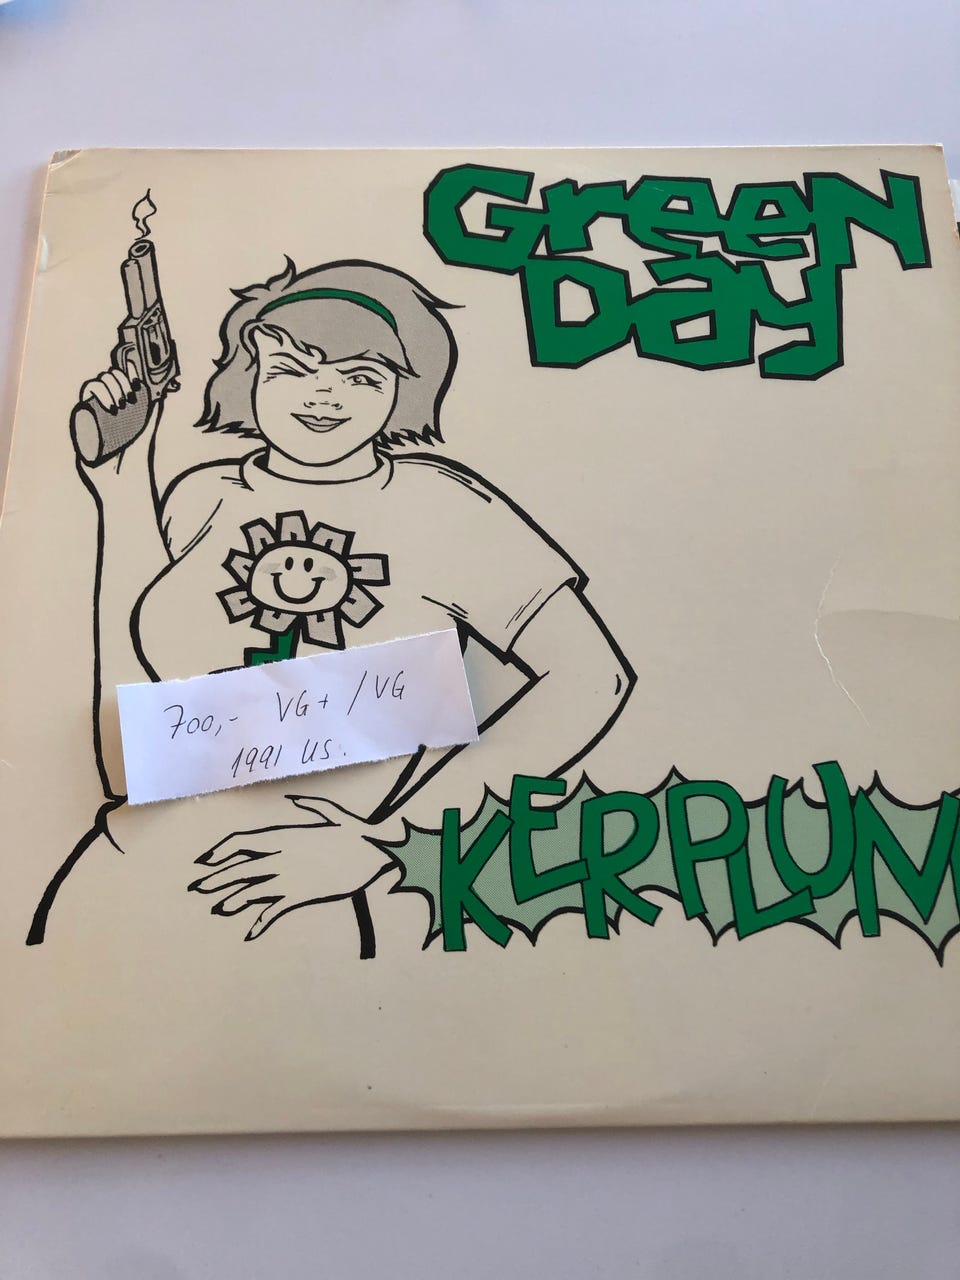 Green
Day
700,- VG+ / VG
1991 US.
KERPLUN